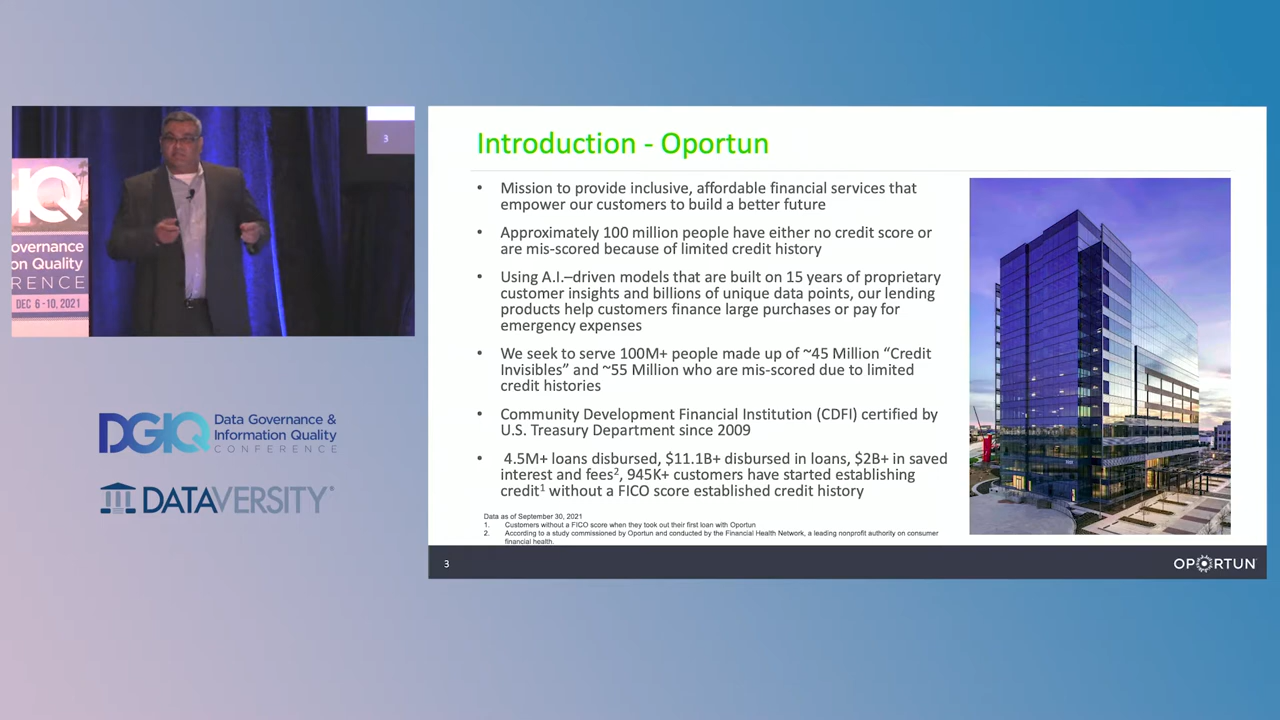 3
IQ
overnance
on Quality
RENCE
DEC 6-10, 2021
DGIQ
Data Governance &
Information Quality
CONFERENCE
DATAVERSITY
Introduction - Oportun
• Mission to provide inclusive, affordable financial services that
empower our customers to build a better future
• Approximately 100 million people have either no credit score or
are mis-scored because of limited credit history
• Using A.I.–driven models that are built on 15 years of proprietary
customer insights and billions of unique data points, our lending
products help customers finance large purchases or pay for
emergency expenses
• We seek to serve 100M+ people made up of ~45 Million “Credit
Invisibles” and ~55 Million who are mis-scored due to limited
credit histories
• Community Development Financial Institution (CDFI) certified by
U.S. Treasury Department since 2009
• 4.5M+ loans disbursed, $11.1B+ disbursed in loans, $2B+ in saved
interest and fees², 945K+ customers have started establishing
credit¹ without a FICO score established credit history
Data as of September 30, 2021
1. Customers without a FICO score when they took out their first loan with Oportun
2. According to a study commissioned by Oportun and conducted by the Financial Health Network, a leading nonprofit authority on consumer
financial health.
3
OPORTUN